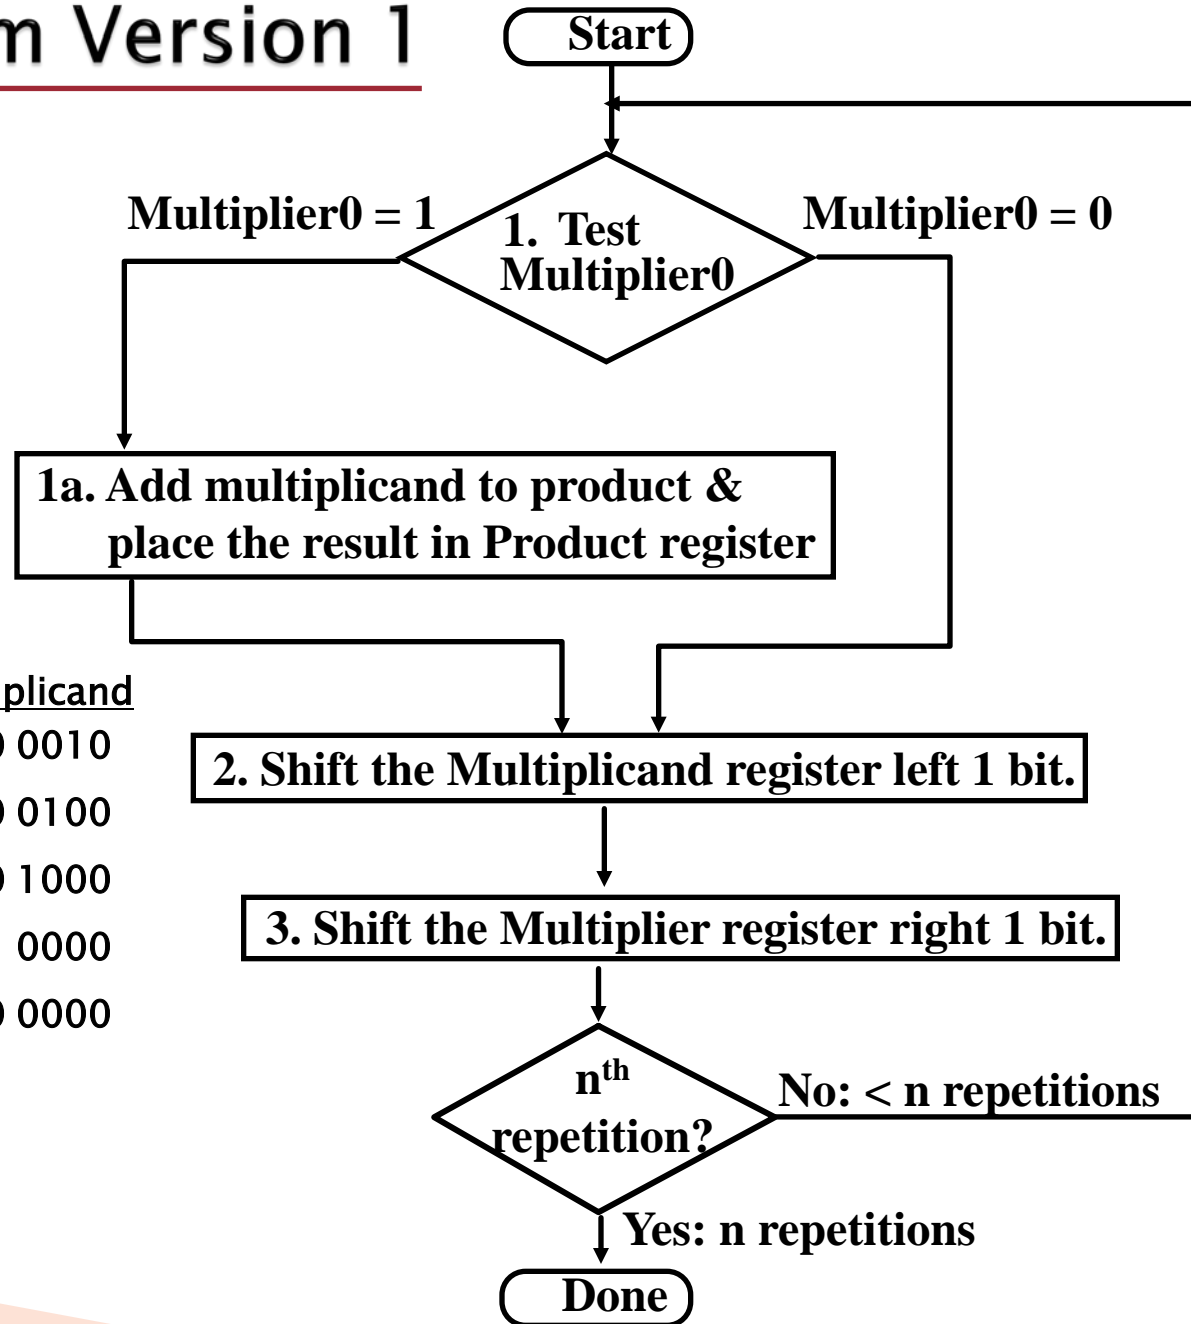 m Version 1
Start
Multiplier0 = 1
1. Test
Multiplier0
Multiplier0 = 0
1a. Add multiplicand to product &
place the result in Product register
plicand
0010
0100
1000
0000
0000
2. Shift the Multiplicand register left 1 bit.
3. Shift the Multiplier register right 1 bit.
nth
repetition?
No: < n repetitions
Yes: n repetitions
Done